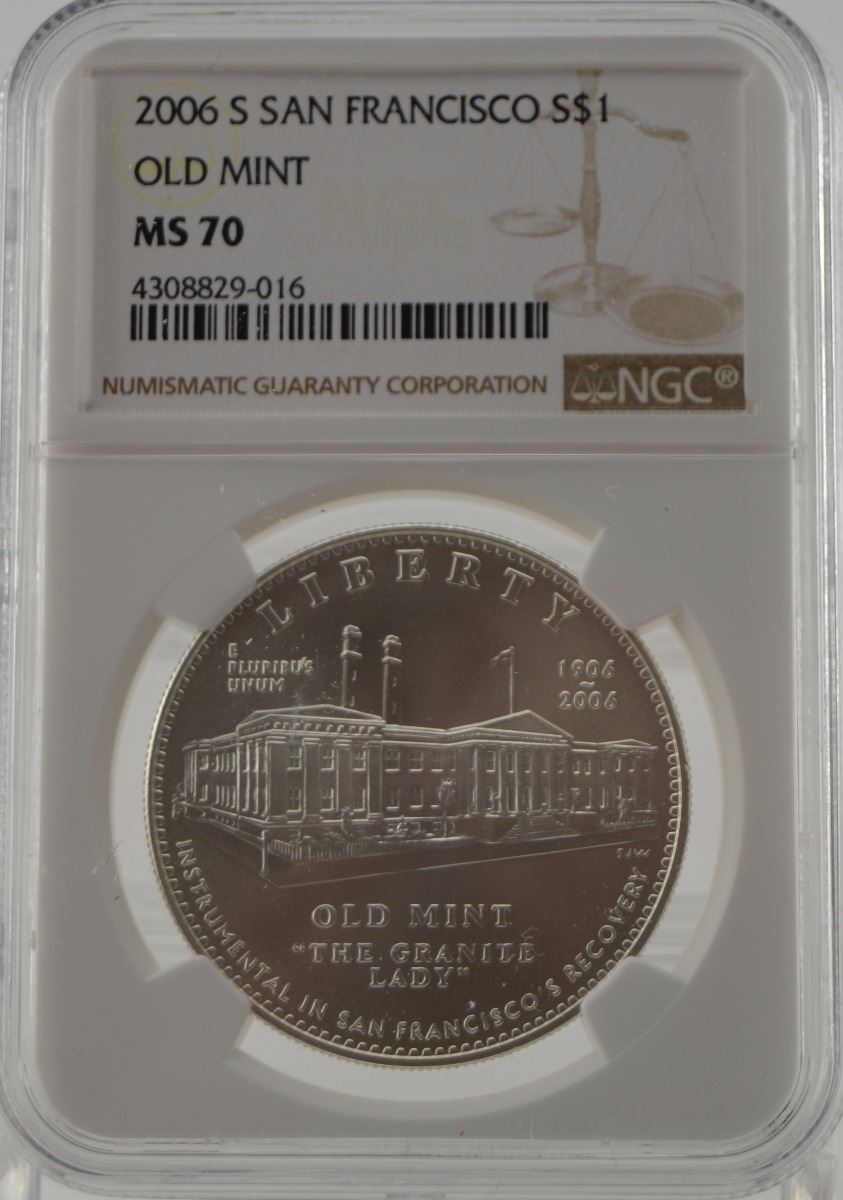 2006 S SAN FRANCISCO S$1
OLD MINT
MS 70
4308829-016
NUMISMATIC GUARANTY CORPORATION
NGC®
LIBERTY
E
PLURIBUS
UNUM
1906
~
2006
SJW
OLD MINT
"THE GRANITE
LADY"
INSTRUMENTAL IN SAN FRANCISCO'S RECOVERY